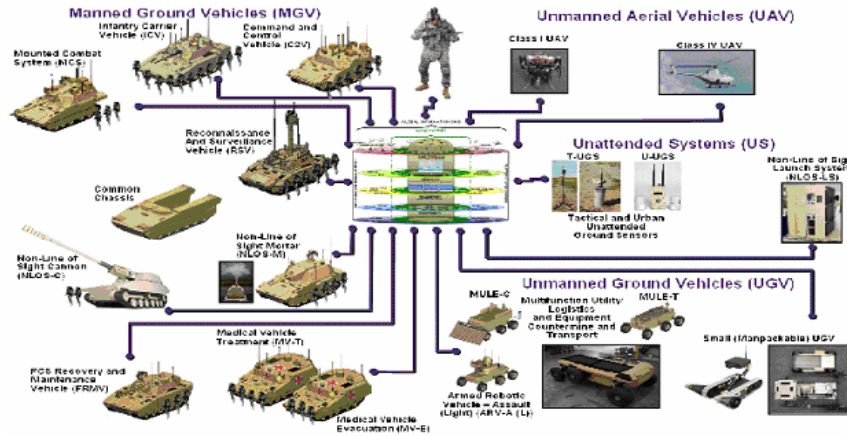 Manned Ground Vehicles (MGV)
Unmanned Aerial Vehicles (UAV)
Infantry Carrier
Vehicle (ICV)
Command and
Control
Vehicle (C2V)
Mounted Combat
System (MCS)
Class I UAV
Class IV UAV
Reconnaissance
And Surveillance
Vehicle (RSV)
Unattended Systems (US)
T-UGS
U-UGS
Tactical and Urban
Unattended
Ground Sensors
Non-Line of Sight
Launch System
(NLOS-LS)
Common
Chassis
Non-Line of
Sight Cannon
(NLOS-C)
Non-Line of
Sight Mortar
(NLOS-M)
Unmanned Ground Vehicles (UGV)
MULE-C
Multifunction Utility/
Logistics
and Equipment
Countermine and
Transport
MULE-T
Small (Manpackable) UGV
Medical Vehicle
Treatment (MV-T)
FCS Recovery and
Maintenance
Vehicle (FRMV)
Medical Vehicle
Evacuation (MV-E)
Armed Robotic
Vehicle – Assault
(Light) (ARV-A (L))